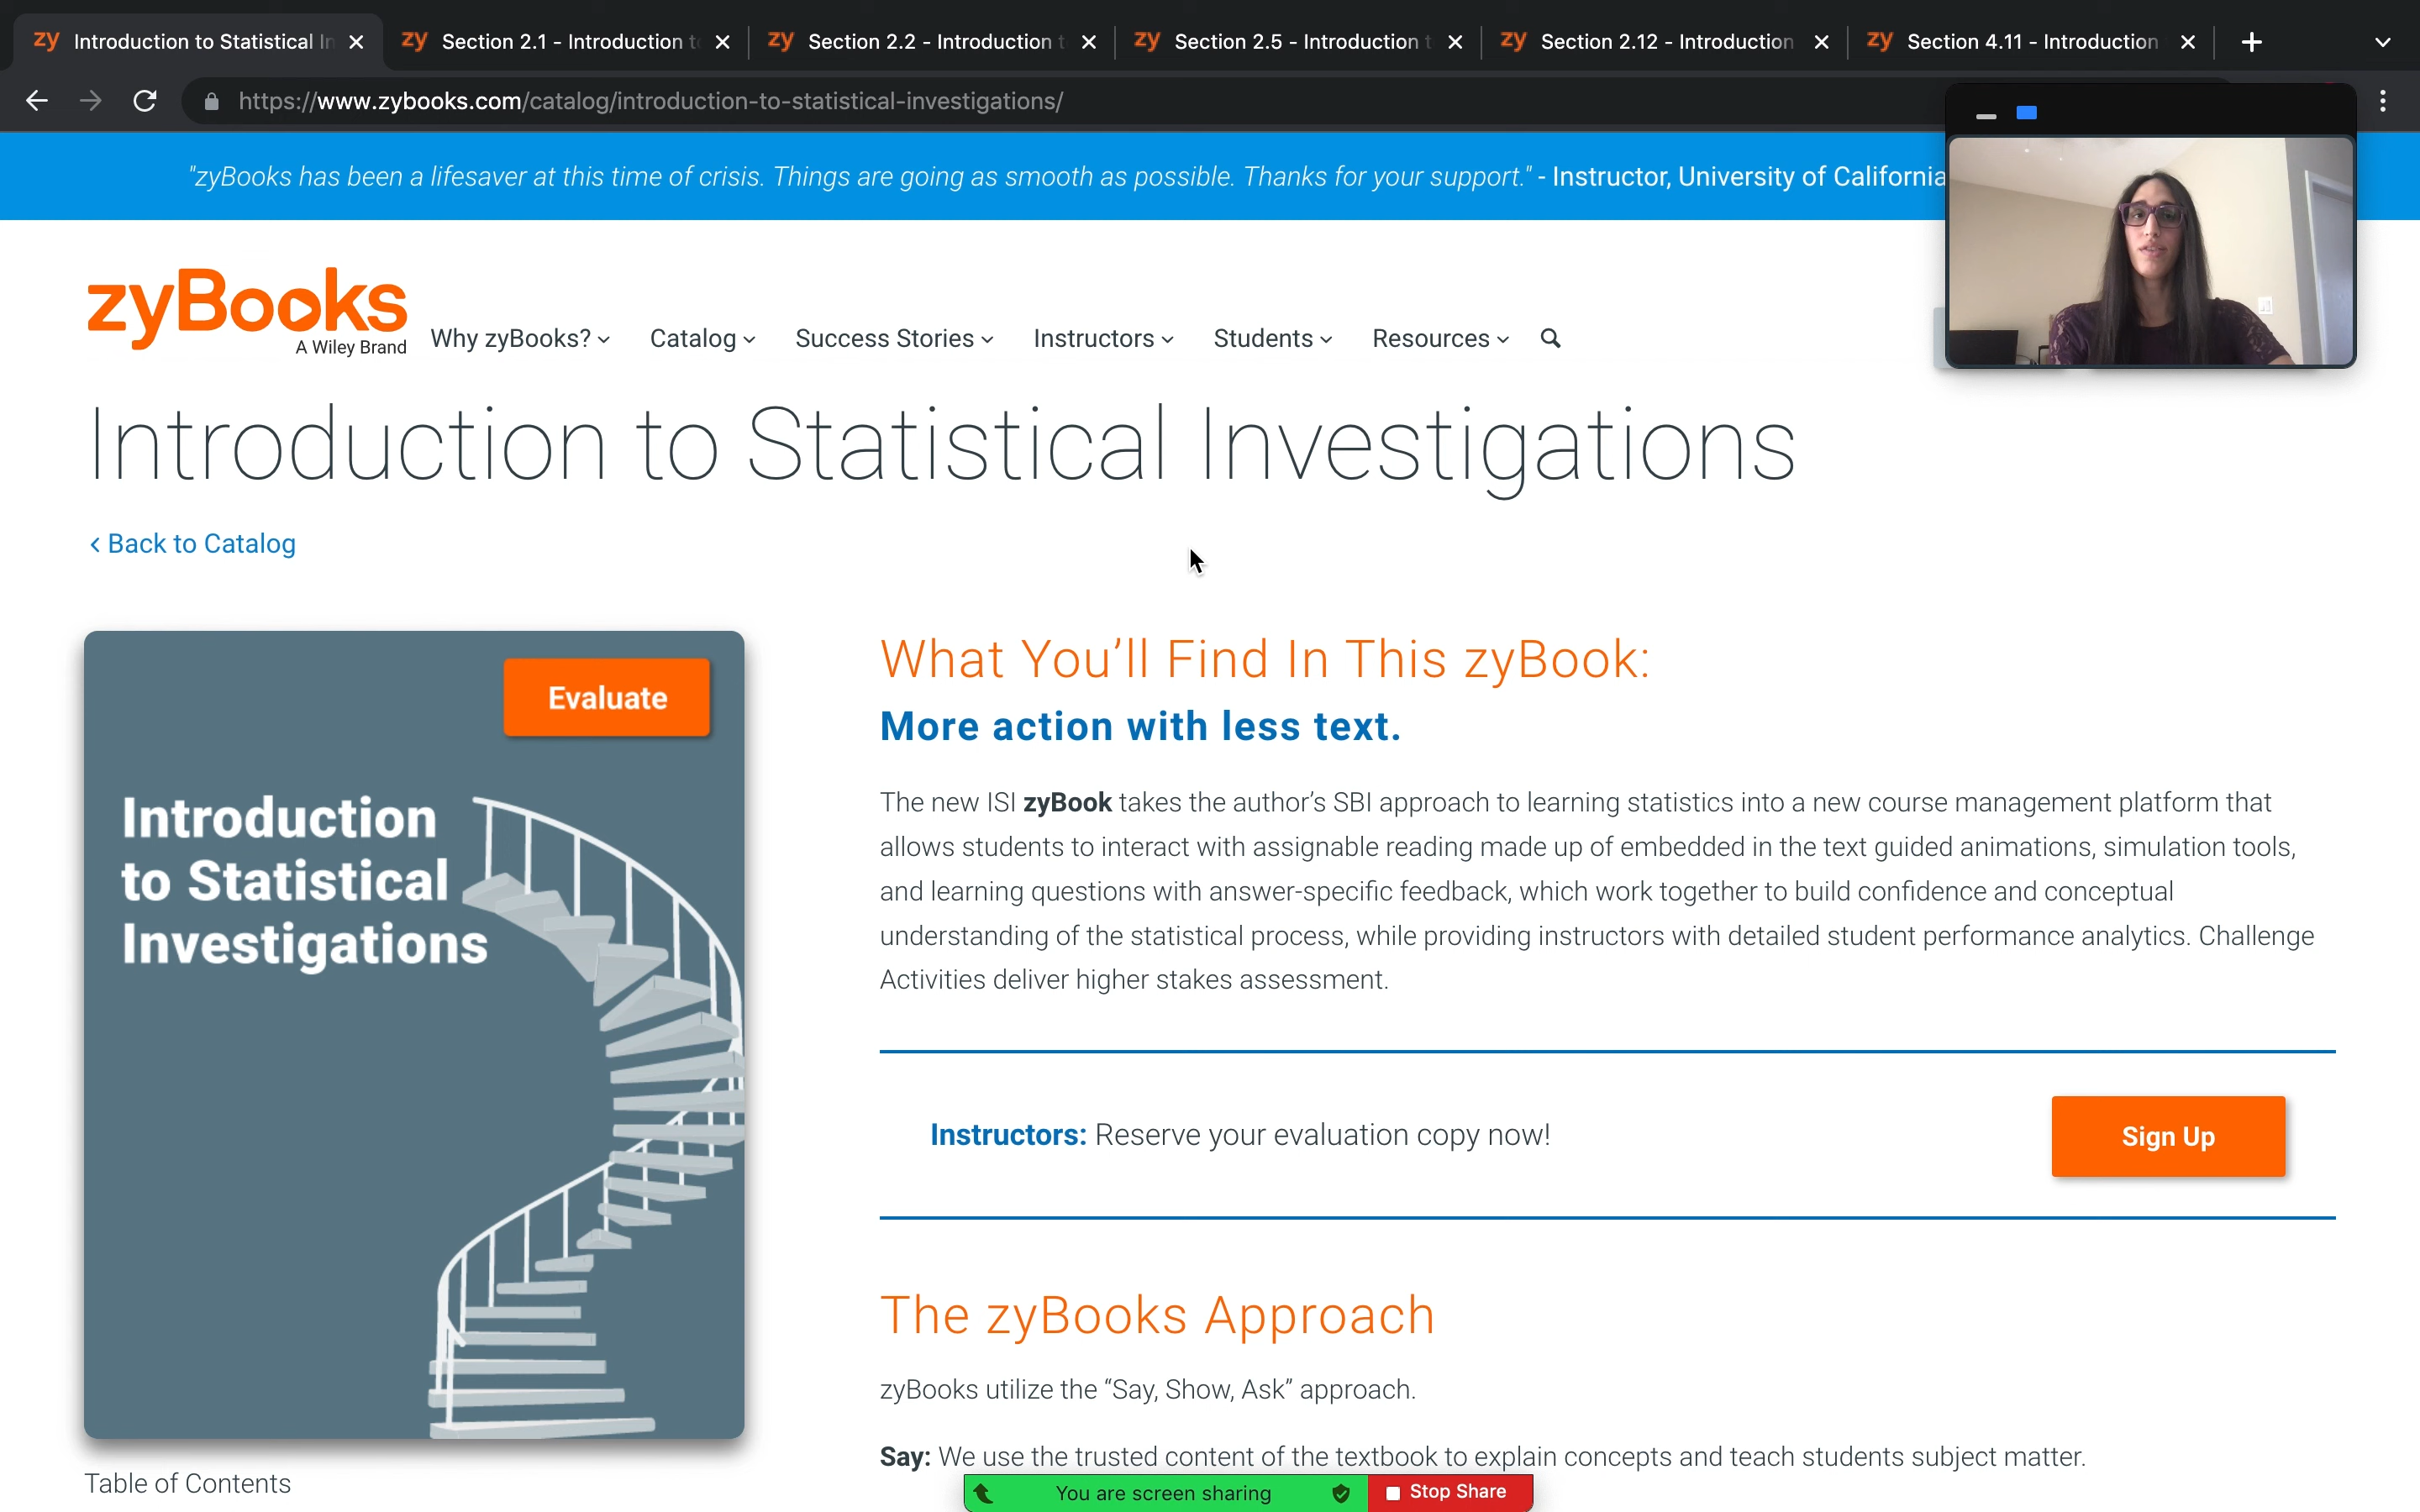 zy Introduction to Statistical In
zy Section 2.1 - Introduction to
zy Section 2.2 - Introduction t
zy Section 2.5 - Introduction t
zy Section 2.12 - Introduction
zy Section 4.11 - Introduction
https://www.zybooks.com/catalog/introduction-to-statistical-investigations/
"zyBooks has been a lifesaver at this time of crisis. Things are going as smooth as possible. Thanks for your support." - Instructor, University of California
zyBooks
A Wiley Brand
Why zyBooks? Catalog Success Stories Instructors Students Resources
Introduction to Statistical Investigations
< Back to Catalog
Evaluate
Introduction
to Statistical
Investigations
Table of Contents
What You'll Find In This zyBook:
More action with less text.
The new ISI zyBook takes the author's SBI approach to learning statistics into a new course management platform that
allows students to interact with assignable reading made up of embedded in the text guided animations, simulation tools,
and learning questions with answer-specific feedback, which work together to build confidence and conceptual
understanding of the statistical process, while providing instructors with detailed student performance analytics. Challenge
Activities deliver higher stakes assessment.
Instructors: Reserve your evaluation copy now!
Sign Up
The zyBooks Approach
zyBooks utilize the “Say, Show, Ask” approach.
Say: We use the trusted content of the textbook to explain concepts and teach students subject matter.
You are screen sharing
Stop Share